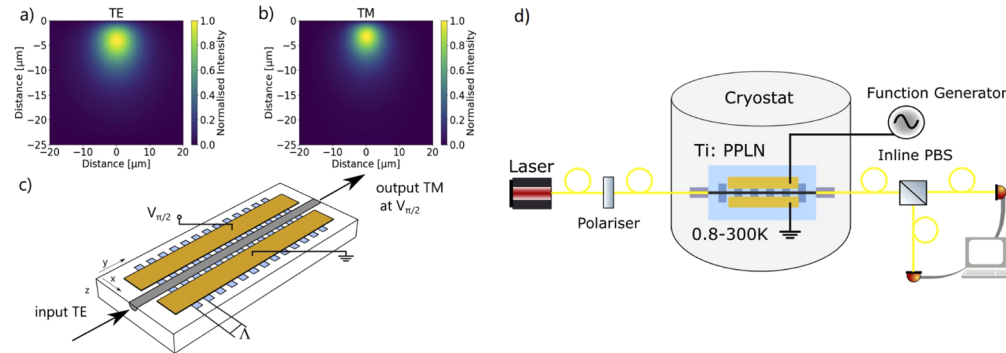 a)
TE
0
−5
−10
−15
−20
−25
−20
−10
0
10
20
Distance [μm]
Distance [μm]
1.0
0.8
0.6
0.4
0.2
0.0
Normalised Intensity
b)
TM
0
−5
−10
−15
−20
−25
−20
−10
0
10
20
Distance [μm]
Distance [μm]
1.0
0.8
0.6
0.4
0.2
0.0
Normalised Intensity
c)
V π/2
output TM
at V π/2
y
x
z
input TE
Λ
d)
Cryostat
Function Generator
Ti: PPLN
Inline PBS
Laser
Polariser
0.8-300K